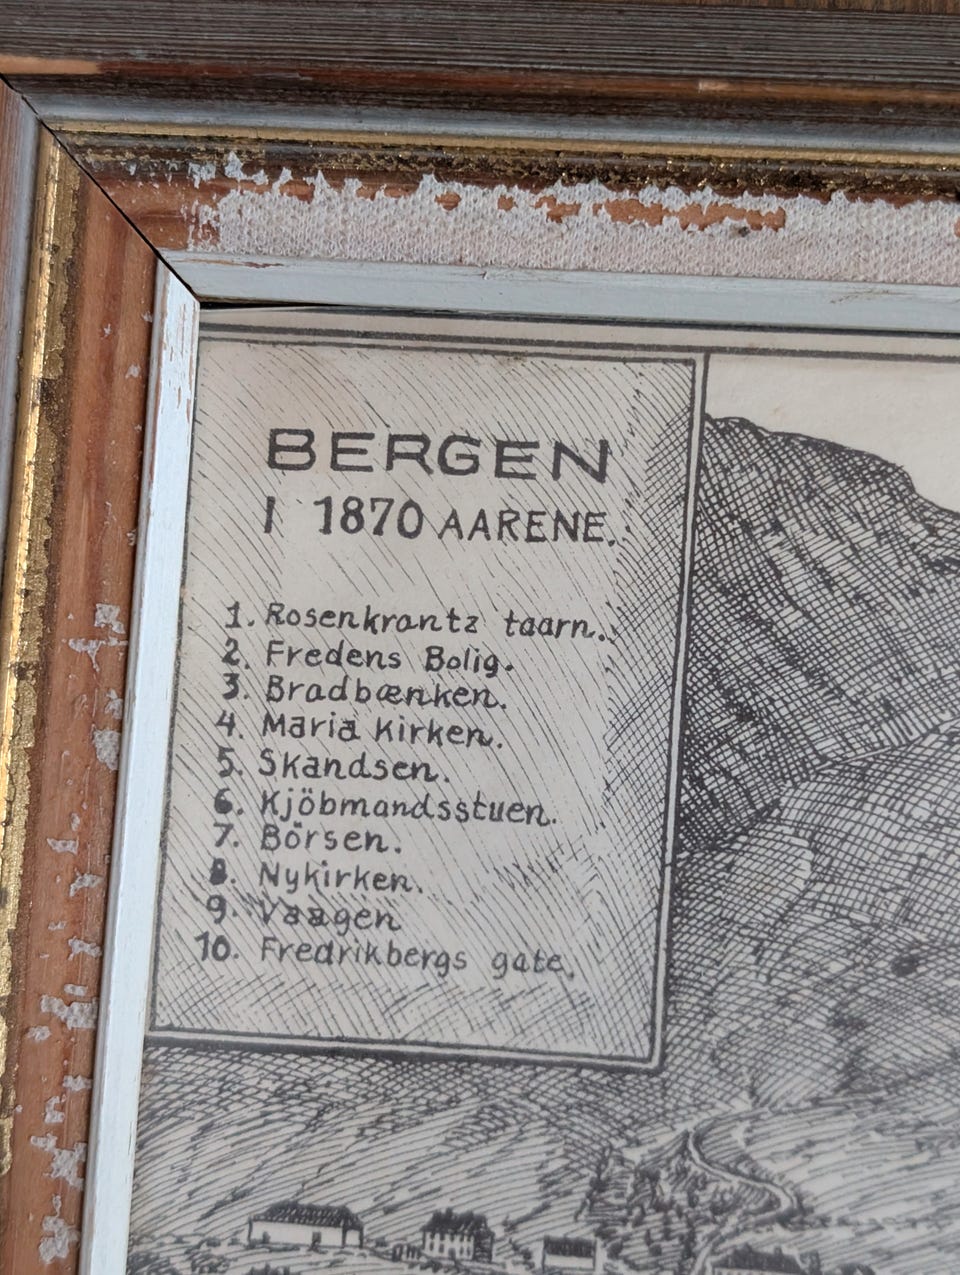 BERGEN
I 1870 AARENE.
1. Rosenkrantz taarn.
2. Fredens Bolig.
3. Bradbænken.
4. Maria Kirken.
5. Skandsen.
6. Kjöbmandsstuen.
7. Börsen.
8. Nykirken.
9. Vaagen
10. Fredrikbergs gate.